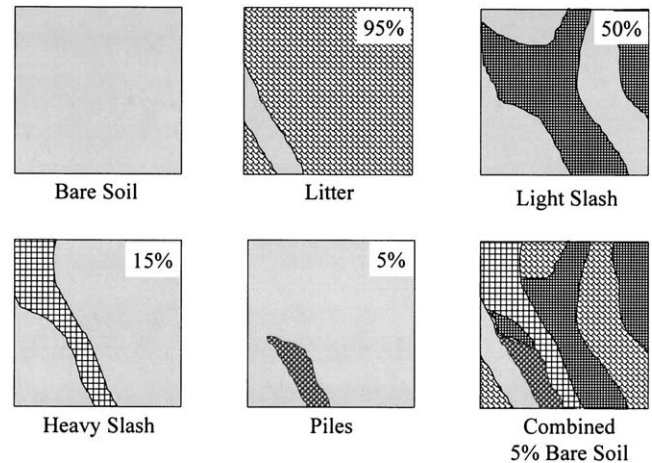 95%
50%
Bare Soil
Litter
Light Slash
15%
5%
Heavy Slash
Piles
Combined
5% Bare Soil